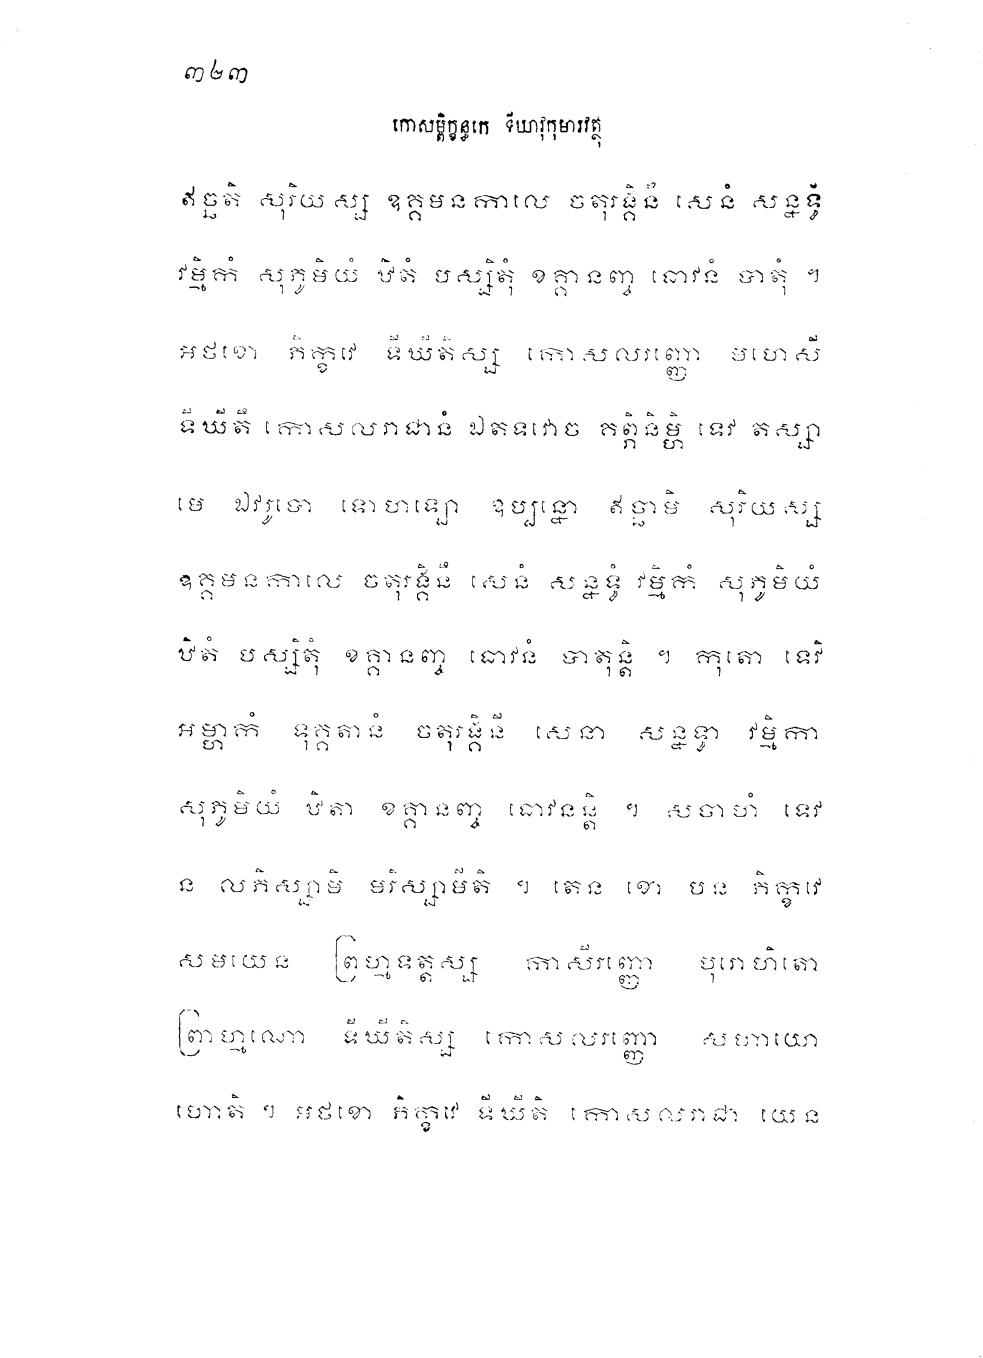 ៣២៣
កោសម្ពិក្ខន្ធកេ ទីឃាវុកុមារវត្ថុ
ឥច្ឆតិ សុរិយស្ស ឧគ្គមនកាលេ ចតុរង្គិនឹ សេនំ សន្នទ្ធំ
វម្មិកំ សុភូមិយំ ឋិតំ បស្សិតុំ ខគ្គានញ្ច ធោវនំ បាតុំ ។
អថខោ ភិក្ខវេ ទីឃីតិស្ស កោសលរញ្ញោ មហេសី
ទីឃីតឹ កោសលរាជានំ ឯតទវោច គព្ភិនិម្ហិ ទេវ តស្សា
មេ ឯវរូបោ ទោហឡោ ឧប្បន្នោ ឥច្ឆាមិ សុរិយស្ស
ឧគ្គមនកាលេ ចតុរង្គិនឹ សេនំ សន្នទ្ធំ វម្មិកំ សុភូមិយំ
ឋិតំ បស្សិតុំ ខគ្គានញ្ច ធោវនំ បាតុន្តិ ។ កុតោ ទេវិ
អម្ហាកំ ទុគ្គតានំ ចតុរង្គិនី សេនា សន្នទ្ធា វម្មិកា
សុភូមិយំ ឋិតា ខគ្គានញ្ច ធោវនន្តិ ។ សចាហំ ទេវ
ន លភិស្សាមិ មរិស្សាមីតិ ។ តេន ខោ បន ភិក្ខវេ
សមយេន ព្រហ្មទត្តស្ស កាសិរញ្ញោ បុរោហិតោ
ព្រាហ្មណោ ទីឃីតិស្ស កោសលរញ្ញោ សហាយោ
ហោតិ ។ អថខោ ភិក្ខវេ ទីឃីតិ កោសលរាជា យេន